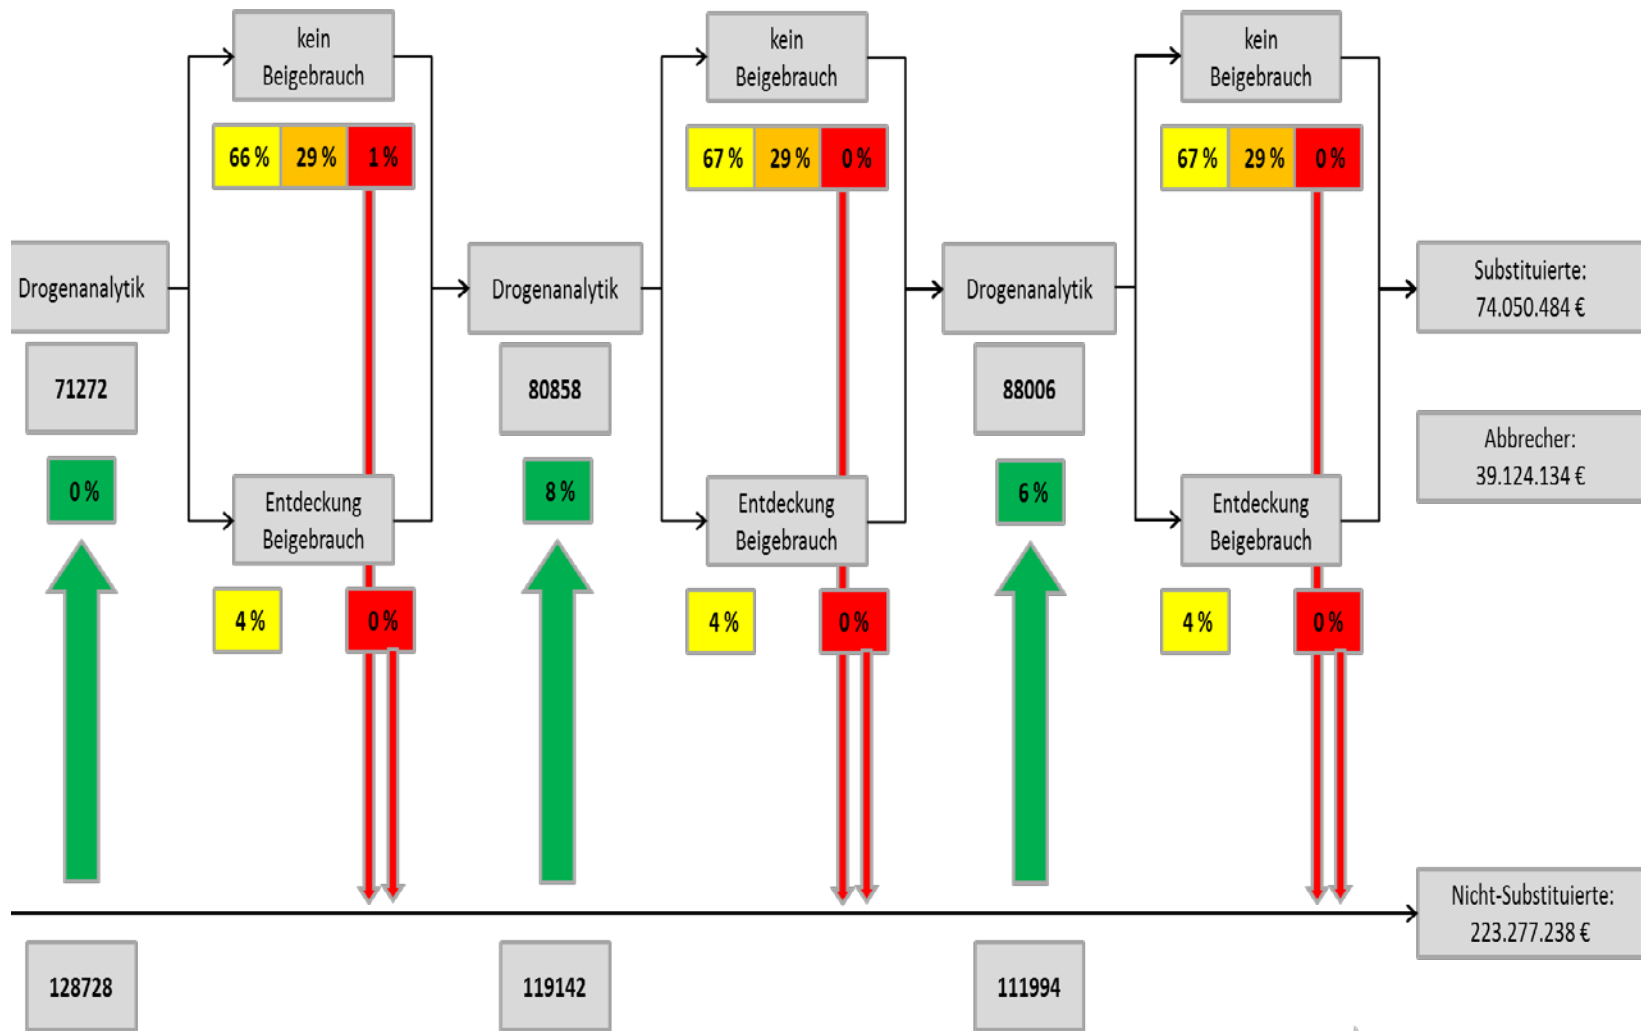 kein
Beigebrauch
kein
Beigebrauch
kein
Beigebrauch
66 % 29 % 1 %
67 % 29 % 0 %
67 % 29 % 0 %
Drogenanalytik
Drogenanalytik
Drogenanalytik
Substituierte:
74.050.484 €
71272
80858
88006
Abbrecher:
39.124.134 €
0 %
8 %
6 %
Entdeckung
Beigebrauch
Entdeckung
Beigebrauch
Entdeckung
Beigebrauch
4 % 0 %
4 % 0 %
4 % 0 %
Nicht-Substituierte:
223.277.238 €
128728
119142
111994